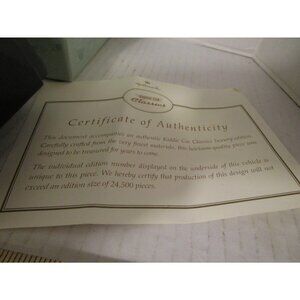 Classics
Certificate of Authenticity
This document accompanies an authentic Kiddie Car Classics luxury edition.
Carefully crafted from the very finest materials, this heirloom-quality piece was
designed to be treasured for years to come.
The individual edition number displayed on the underside of this vehicle is
unique to this piece. We hereby certify that production of this design will not
exceed an edition size of 24,500 pieces.